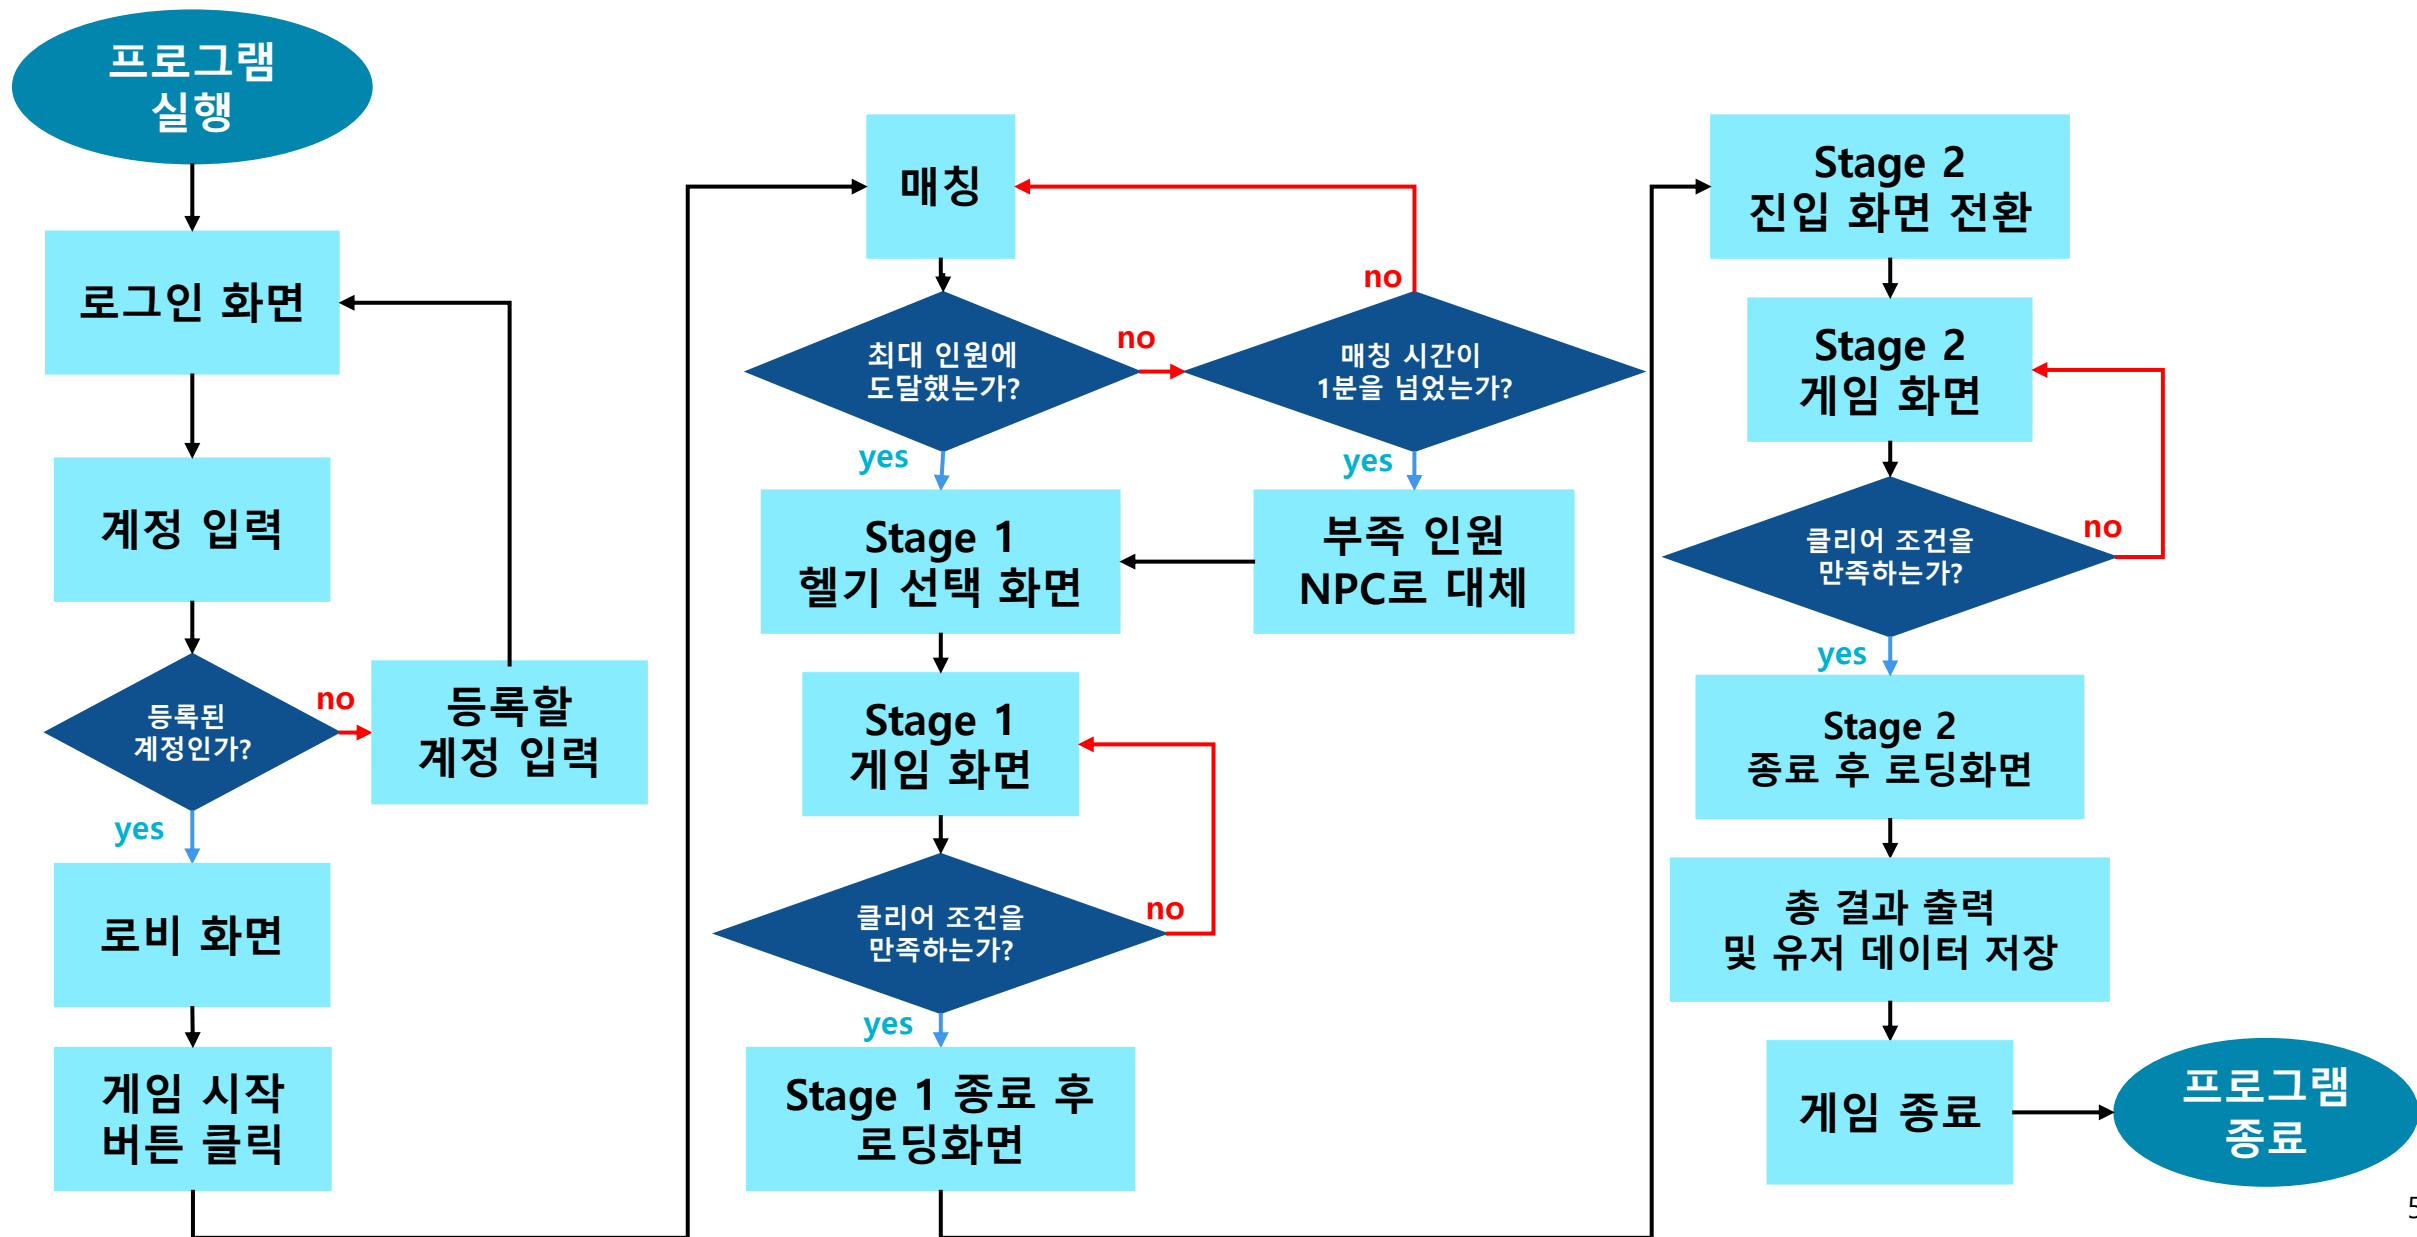 프로그램
실행
로그인 화면
계정 입력
등록된
계정인가?
no
등록할
계정 입력
yes
로비 화면
게임 시작
버튼 클릭
매칭
최대 인원에
도달했는가?
no
매칭 시간이
1분을 넘었는가?
no
yes
yes
Stage 1
헬기 선택 화면
부족 인원
NPC로 대체
Stage 1
게임 화면
클리어 조건을
만족하는가?
no
yes
Stage 1 종료 후
로딩화면
Stage 2
진입 화면 전환
Stage 2
게임 화면
클리어 조건을
만족하는가?
no
yes
Stage 2
종료 후 로딩화면
총 결과 출력
및 유저 데이터 저장
게임 종료
프로그램
종료
5